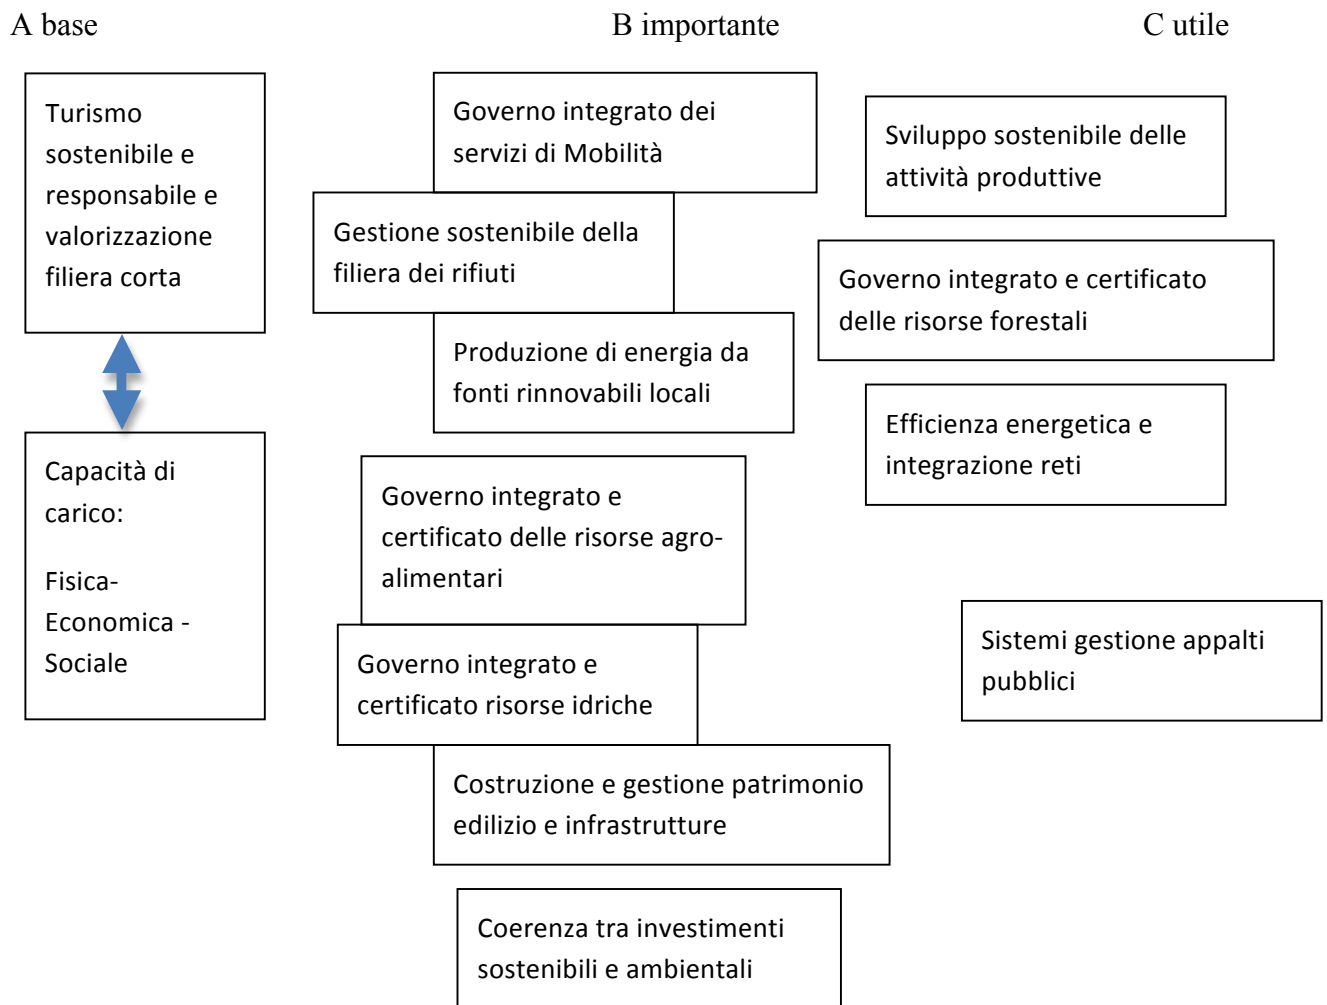 A base
B importante
C utile
Turismo
sostenibile e
responsabile e
valorizzazione
filiera corta
Capacità di
carico:
Fisica-
Economica -
Sociale
Governo integrato dei
servizi di Mobilità
Gestione sostenibile della
filiera dei rifiuti
Produzione di energia da
fonti rinnovabili locali
Governo integrato e
certificato delle risorse agro-
alimentari
Governo integrato e
certificato risorse idriche
Costruzione e gestione patrimonio
edilizio e infrastrutture
Coerenza tra investimenti
sostenibili e ambientali
Sviluppo sostenibile delle
attività produttive
Governo integrato e certificato
delle risorse forestali
Efficienza energetica e
integrazione reti
Sistemi gestione appalti
pubblici